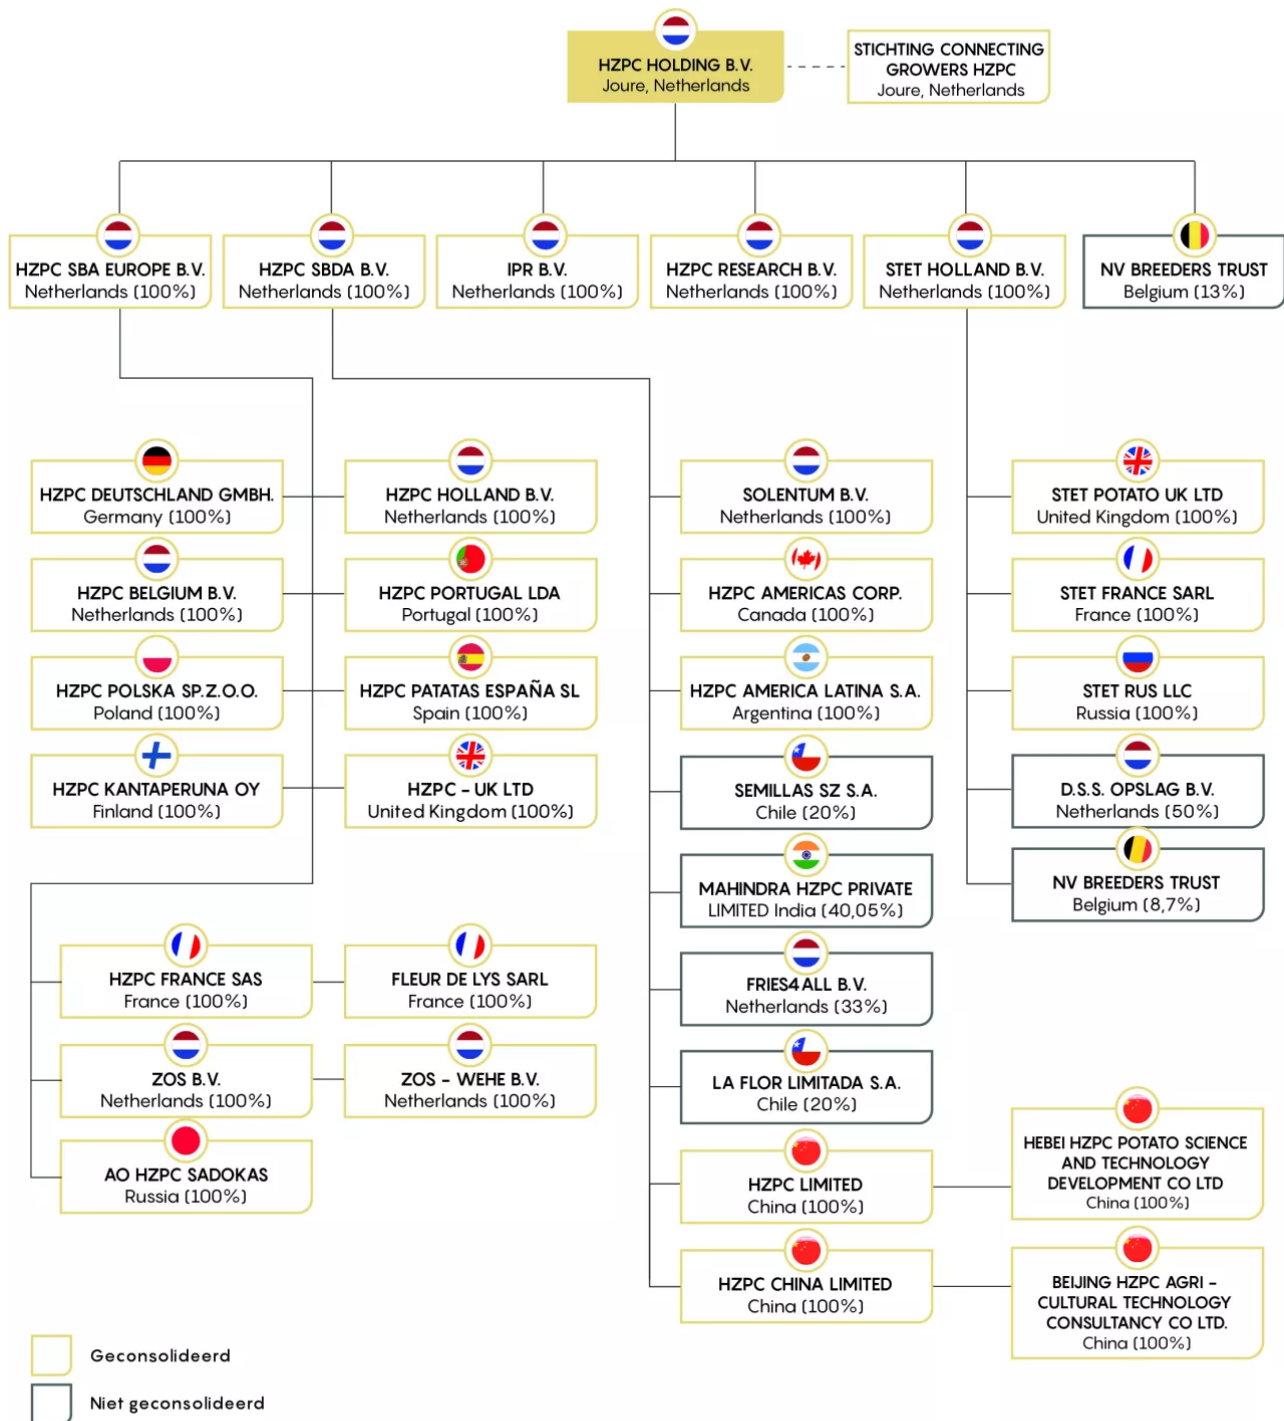 HZPC HOLDING B.V.
Joure, Netherlands
STICHTING CONNECTING
GROWERS HZPC
Joure, Netherlands
HZPC SBA EUROPE B.V.
Netherlands (100%)
HZPC SBDA B.V.
Netherlands (100%)
IPR B.V.
Netherlands (100%)
HZPC RESEARCH B.V.
Netherlands (100%)
STET HOLLAND B.V.
Netherlands (100%)
NV BREEDERS TRUST
Belgium (13%)
HZPC DEUTSCHLAND GMBH.
Germany (100%)
HZPC HOLLAND B.V.
Netherlands (100%)
SOLENTUM B.V.
Netherlands (100%)
STET POTATO UK LTD
United Kingdom (100%)
HZPC BELGIUM B.V.
Netherlands (100%)
HZPC PORTUGAL LDA
Portugal (100%)
HZPC AMERICAS CORP.
Canada (100%)
STET FRANCE SARL
France (100%)
HZPC POLSKA SP.Z.O.O.
Poland (100%)
HZPC PATATAS ESPAÑA SL
Spain (100%)
HZPC AMERICA LATINA S.A.
Argentina (100%)
STET RUS LLC
Russia (100%)
HZPC KANTAPERUNA OY
Finland (100%)
HZPC - UK LTD
United Kingdom (100%)
SEMILLAS SZ S.A.
Chile (20%)
D.S.S. OPSLAG B.V.
Netherlands (50%)
MAHINDRA HZPC PRIVATE
LIMITED India (40,05%)
NV BREEDERS TRUST
Belgium (8,7%)
HZPC FRANCE SAS
France (100%)
FLEUR DE LYS SARL
France (100%)
FRIES4ALL B.V.
Netherlands (33%)
ZOS B.V.
Netherlands (100%)
ZOS - WEHE B.V.
Netherlands (100%)
LA FLOR LIMITADA S.A.
Chile (20%)
AO HZPC SADOKAS
Russia (100%)
HZPC LIMITED
China (100%)
HEBEI HZPC POTATO SCIENCE
AND TECHNOLOGY
DEVELOPMENT CO LTD
China (100%)
HZPC CHINA LIMITED
China (100%)
BEIJING HZPC AGRI -
CULTURAL TECHNOLOGY
CONSULTANCY CO LTD.
China (100%)
Geconsolideerd
Niet geconsolideerd